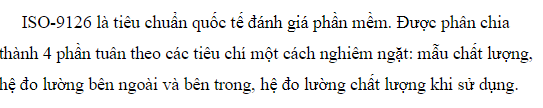 ISO-9126 là tiêu chuẩn quốc tế đánh giá phần mềm. Được phân chia
thành 4 phần tuân theo các tiêu chí một cách nghiêm ngặt: mẫu chất lượng,
hệ đo lường bên ngoài và bên trong, hệ đo lường chất lượng khi sử dụng.